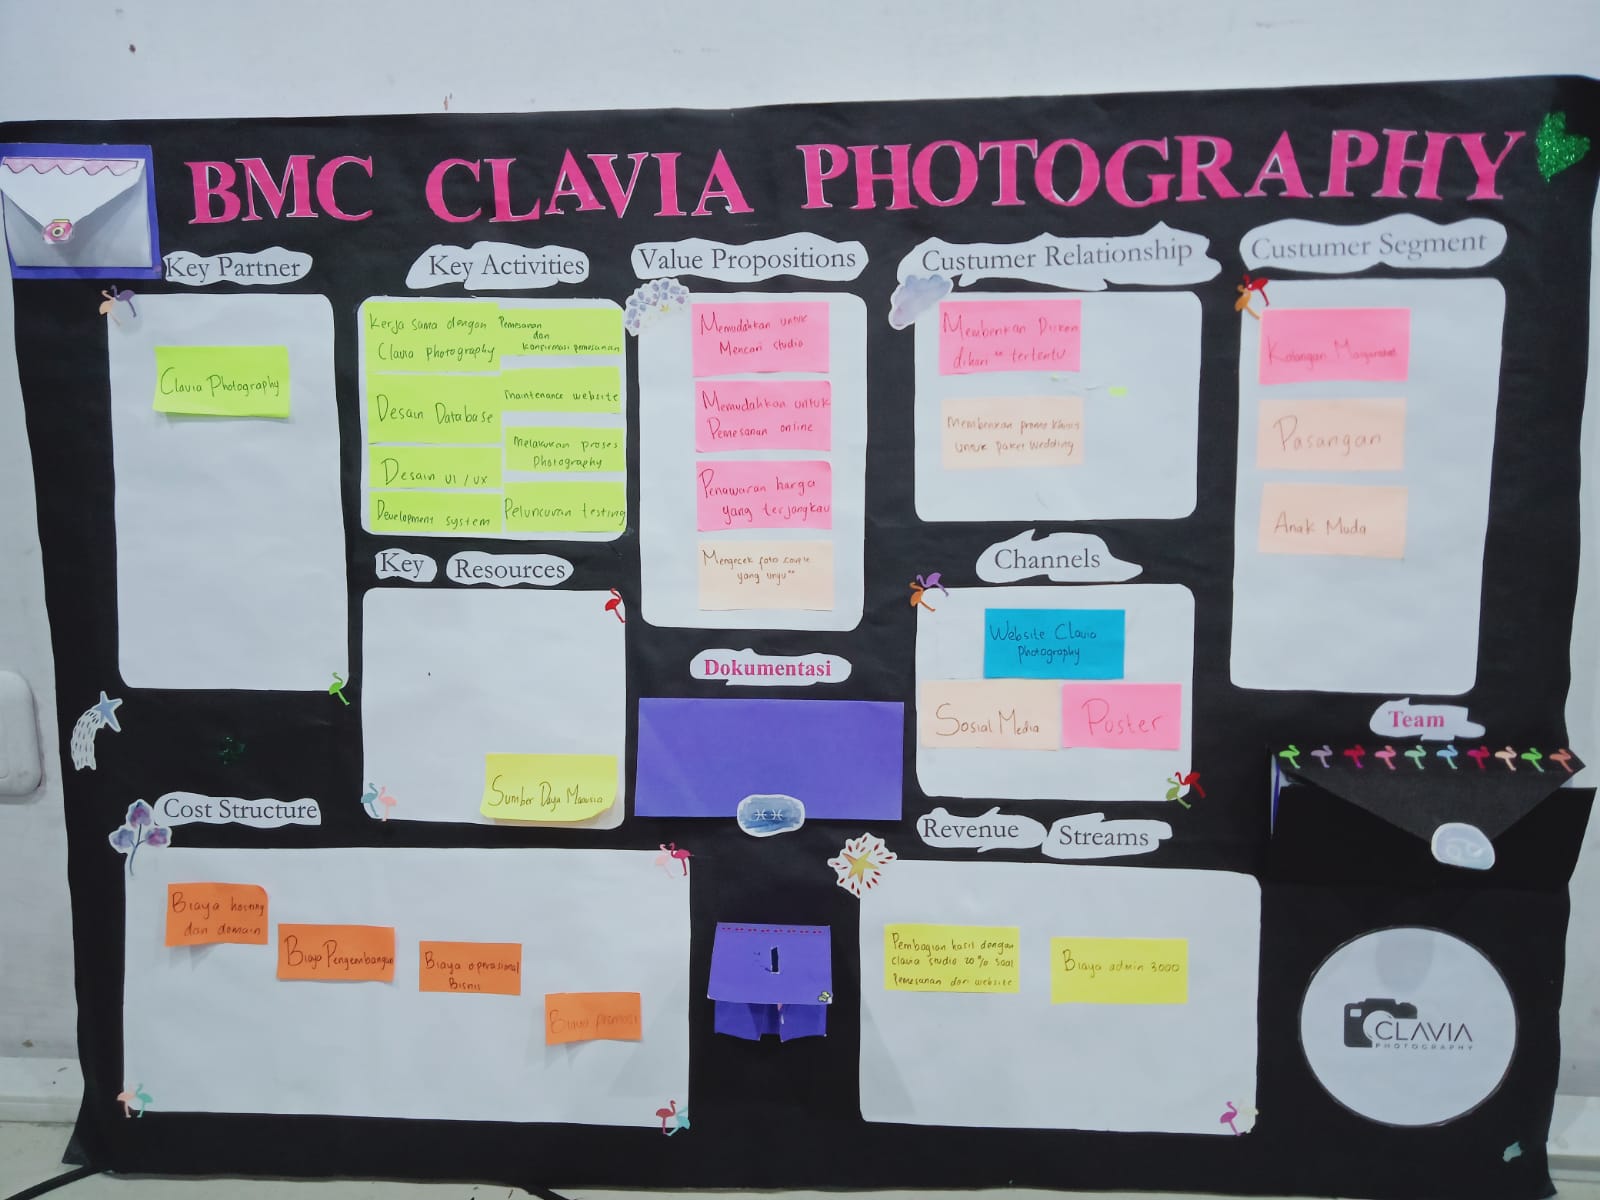 BMC CLAVIA PHOTOGRAPHY
Key Partner
Clavia Photography
Key Activities
Kerja sama dengan
Clavia photography
Desain Database
Desain UI / UX
Development system
Pemesanan
dan
konfirmasi pemesanan
Maintenance website
Melakukan proses
Photography
Peluncuran testing
Key Resources
Sumber Daya Manusia
Value Propositions
Memudahkan untuk
Mencari studio
Memudahkan untuk
Pemesanan online
Penawaran harga
yang terjangkau
Mengecek foto couple
yang unyu"
Dokumentasi
Custumer Relationship
Memberikan Diskon
dihari" tertentu
Memberikan promo khusus
untuk paket wedding
Channels
Website Clavia
Photography
Sosial Media
Poster
Custumer Segment
Kalangan Masyarakat
Pasangan
Anak Muda
Team
Cost Structure
Biaya hosting
dan domain
Biaya Pengembangan
Biaya operasional
Bisnis
Biaya promosi
Revenue Streams
Pembagian hasil dengan
Clavia studio 20% saat
Pemesanan dari website
Biaya admin 3000
CLAVIA
PHOTOGRAPHY